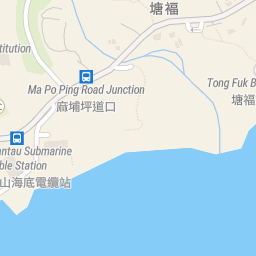 塘福
stitution
Ma Po Ping Road Junction
麻埔坪道口
Tong Fuk B
塘福
antau Submarine
ble Station
山海底電纜站